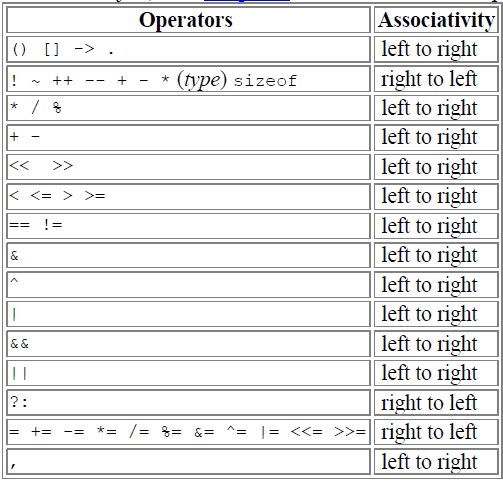 Operators Associativity
() [] -> . left to right
! ~ ++ -- + - * (type) sizeof right to left
* / % left to right
+ - left to right
<< >> left to right
< <= > >= left to right
== != left to right
& left to right
^ left to right
| left to right
&& left to right
|| left to right
?: right to left
= += -= *= /= %= &= ^= |= <<= >>= right to left
, left to right